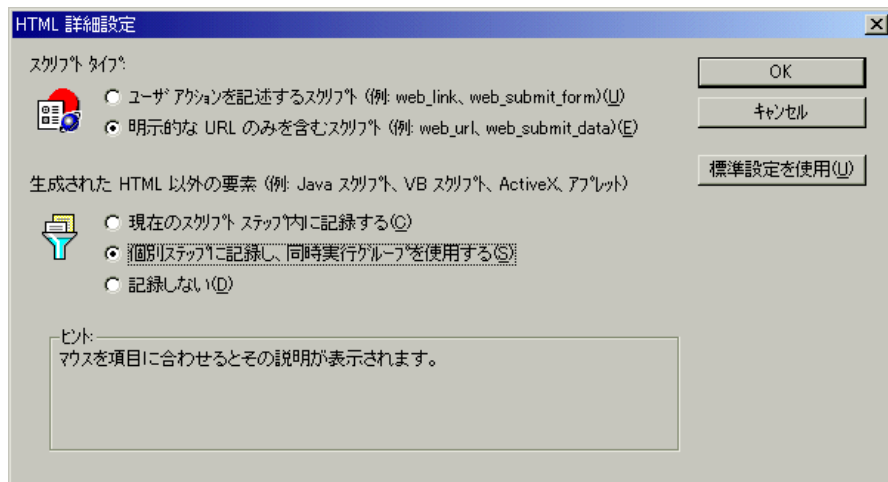 HTML 詳細設定
スクリプト タイプ:
ユーザ アクションを記述するスクリプト (例: web_link、web_submit_form)(U)
明示的な URL のみを含むスクリプト (例: web_url、web_submit_data)(E)
生成された HTML 以外の要素 (例: Java スクリプト、VB スクリプト、ActiveX、アプレット)
現在のスクリプト ステップ内に記録する(C)
個別ステップに記録し、同時実行グループを使用する(S)
記録しない(D)
OK
キャンセル
標準設定を使用(U)
ヒント:
マウスを項目に合わせるとその説明が表示されます。